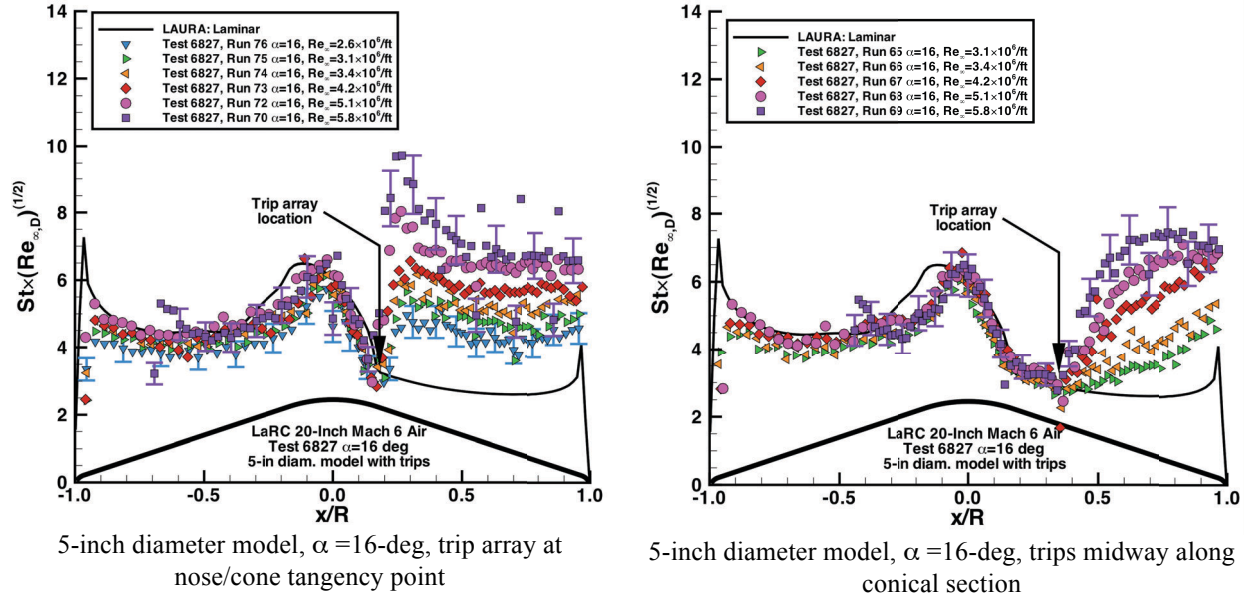 LAURA: Laminar
Test 6827, Run 76 α=16, Re∞=2.6×10⁶/ft
Test 6827, Run 75 α=16, Re∞=3.1×10⁶/ft
Test 6827, Run 74 α=16, Re∞=3.4×10⁶/ft
Test 6827, Run 73 α=16, Re∞=4.2×10⁶/ft
Test 6827, Run 72 α=16, Re∞=5.1×10⁶/ft
Test 6827, Run 70 α=16, Re∞=5.8×10⁶/ft
14
12
10
8
6
4
2
0
St×(Re∞,D)^(1/2)
Trip array
location
LaRC 20-Inch Mach 6 Air
Test 6827 α=16 deg
5-in diam. model with trips
-1.0 -0.5 0.0 0.5 1.0
x/R
5-inch diameter model, α =16-deg, trip array at
nose/cone tangency point
LAURA: Laminar
Test 6827, Run 65 α=16, Re∞=3.1×10⁶/ft
Test 6827, Run 66 α=16, Re∞=3.4×10⁶/ft
Test 6827, Run 67 α=16, Re∞=4.2×10⁶/ft
Test 6827, Run 68 α=16, Re∞=5.1×10⁶/ft
Test 6827, Run 69 α=16, Re∞=5.8×10⁶/ft
14
12
10
8
6
4
2
0
St×(Re∞,D)^(1/2)
Trip array
location
LaRC 20-Inch Mach 6 Air
Test 6827 α=16 deg
5-in diam. model with trips
-1.0 -0.5 0.0 0.5 1.0
x/R
5-inch diameter model, α =16-deg, trips midway along
conical section